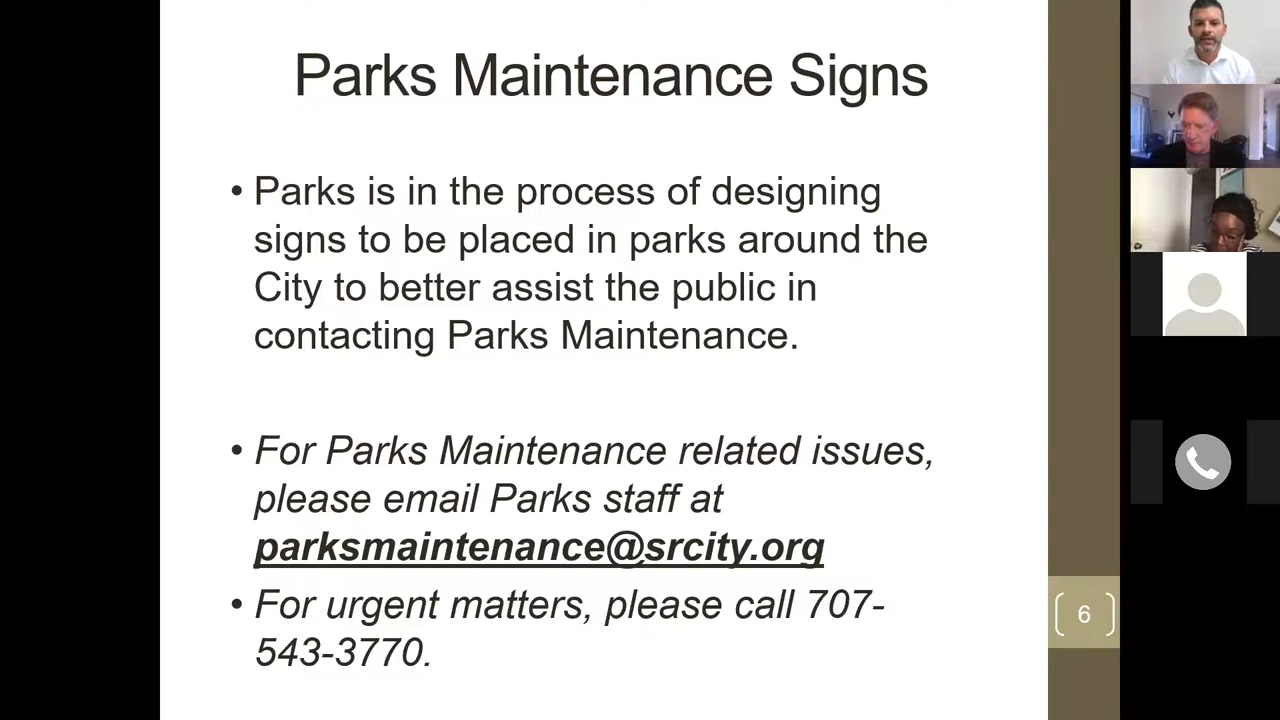 Parks Maintenance Signs
• Parks is in the process of designing
signs to be placed in parks around the
City to better assist the public in
contacting Parks Maintenance.
• For Parks Maintenance related issues,
please email Parks staff at
parksmaintenance@srcity.org
• For urgent matters, please call 707-
543-3770.
6